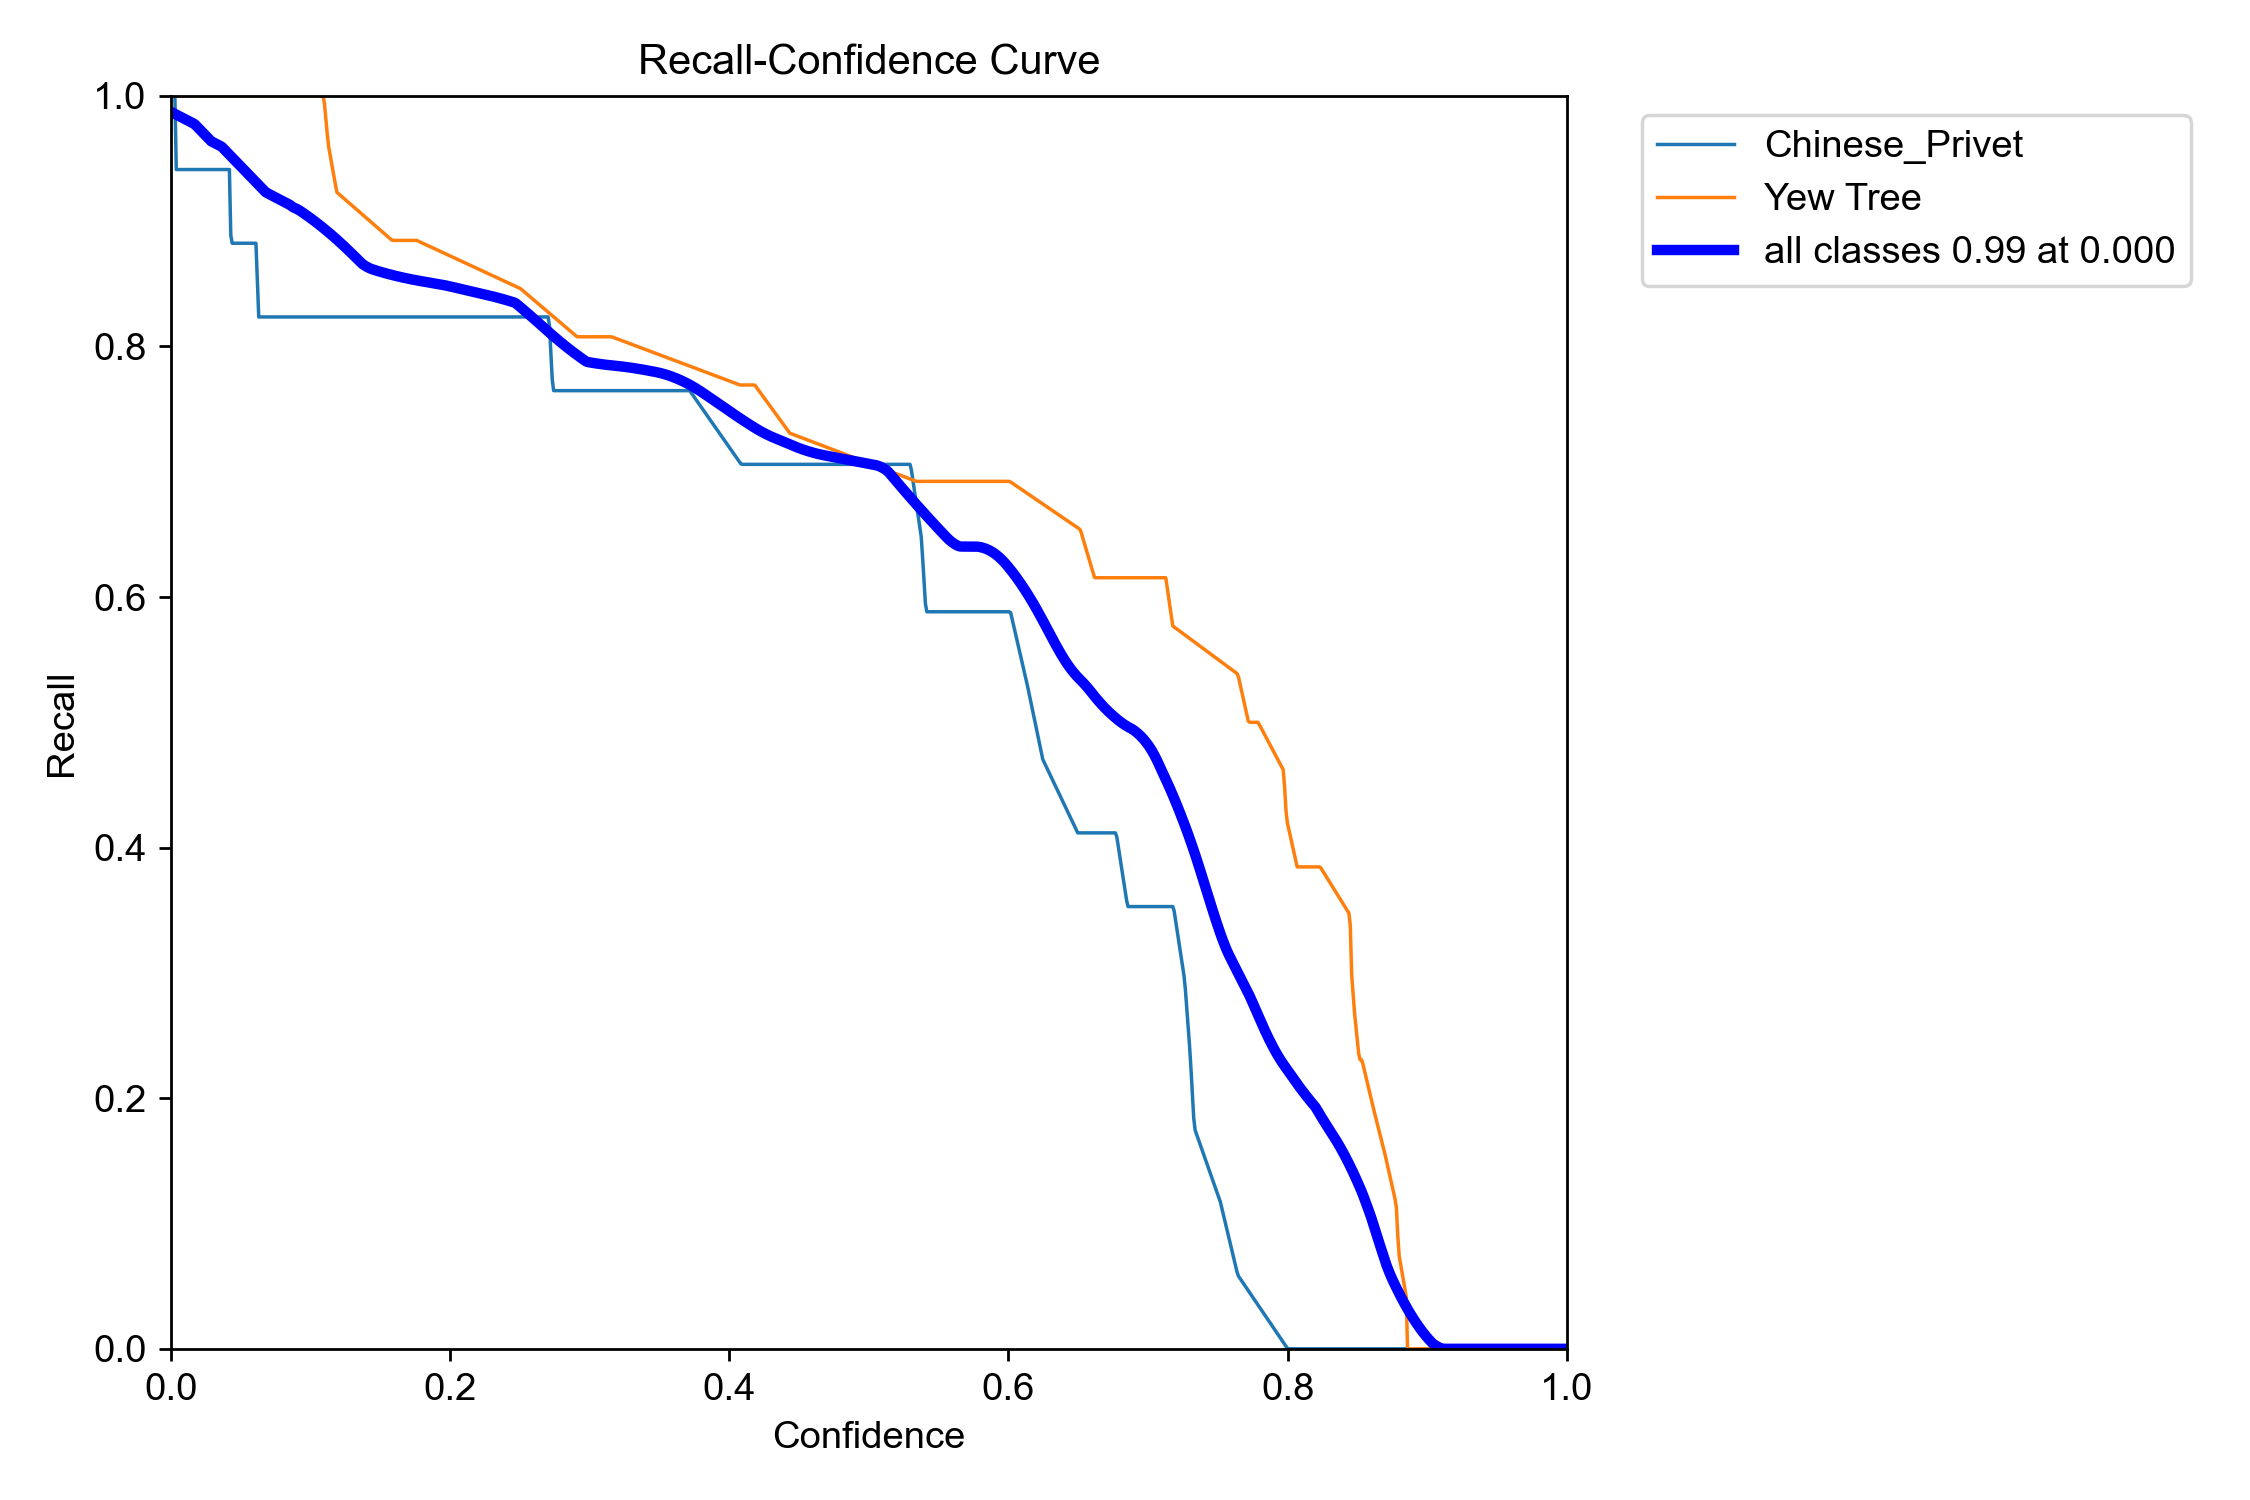 Recall-Confidence Curve
1.0
0.8
0.6
0.4
0.2
0.0
Recall
0.0 0.2 0.4 0.6 0.8 1.0
Confidence
Chinese_Privet
Yew Tree
all classes 0.99 at 0.000